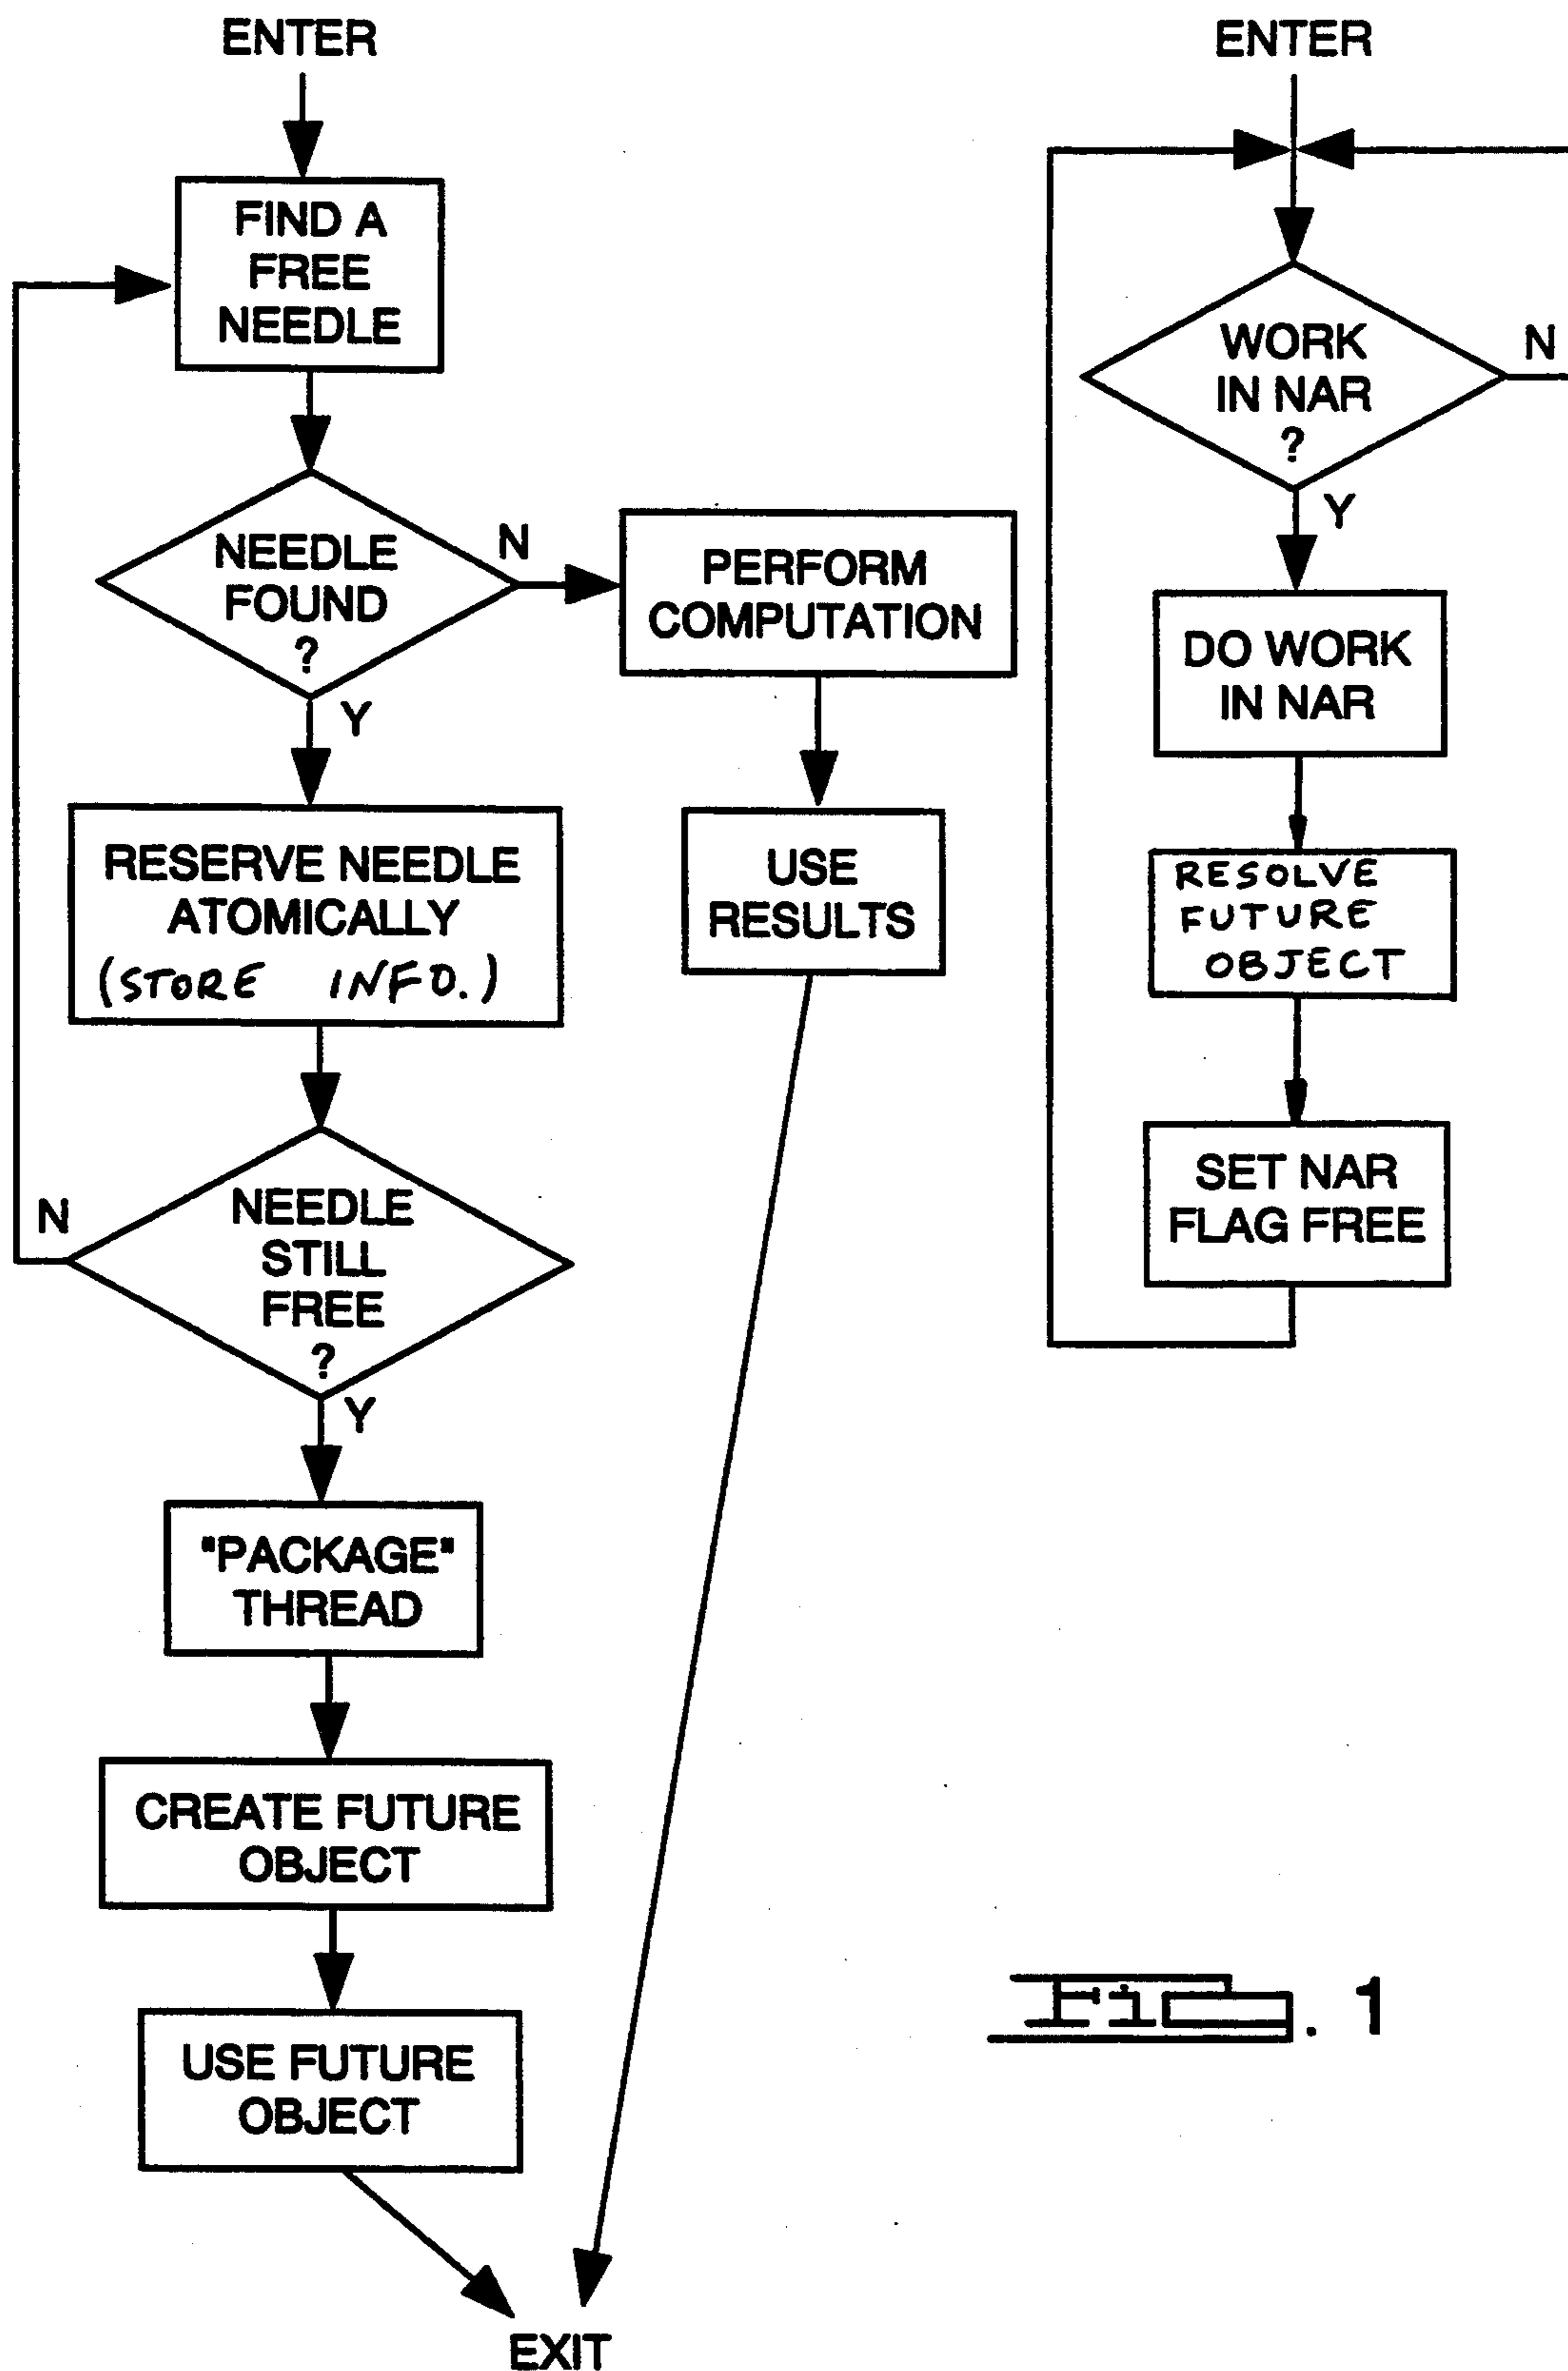 ENTER
FIND A
FREE
NEEDLE
NEEDLE
FOUND
?
N
Y
PERFORM
COMPUTATION
USE
RESULTS
RESERVE NEEDLE
ATOMICALLY
(STORE INFO.)
NEEDLE
STILL
FREE
?
N
Y
"PACKAGE"
THREAD
CREATE FUTURE
OBJECT
USE FUTURE
OBJECT
EXIT
ENTER
WORK
IN NAR
?
N
Y
DO WORK
IN NAR
RESOLVE
FUTURE
OBJECT
SET NAR
FLAG FREE
Fig. 1